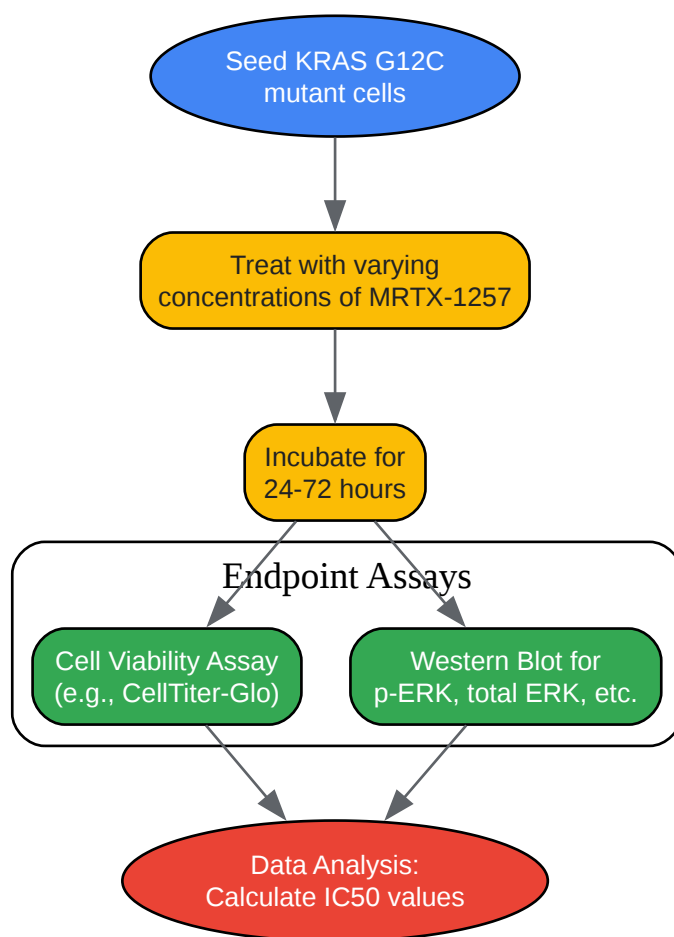 Seed KRAS G12C
mutant cells
Treat with varying
concentrations of MRTX-1257
Incubate for
24-72 hours
Endpoint Assays
Cell Viability Assay
(e.g., CellTiter-Glo)
Western Blot for
p-ERK, total ERK, etc.
Data Analysis:
Calculate IC50 values